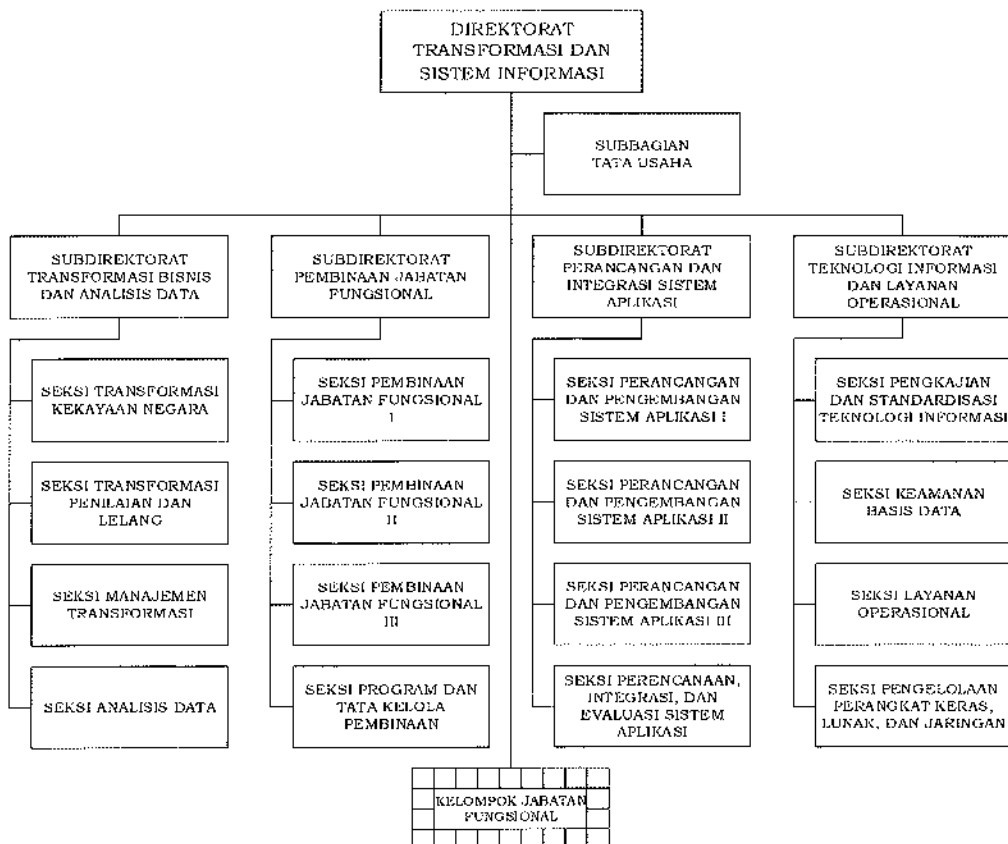 DIREKTORAT
TRANSFORMASI DAN
SISTEM INFORMASI
SUBBAGIAN
TATA USAHA
SUBDIREKTORAT
TRANSFORMASI BISNIS
DAN ANALISIS DATA
SUBDIREKTORAT
PEMBINAAN JABATAN
FUNGSIONAL
SUBDIREKTORAT
PERANCANGAN DAN
INTEGRASI SISTEM
APLIKASI
SUBDIREKTORAT
TEKNOLOGI INFORMASI
DAN LAYANAN
OPERASIONAL
SEKSI TRANSFORMASI
KEKAYAAN NEGARA
SEKSI PEMBINAAN
JABATAN FUNGSIONAL
I
SEKSI PERANCANGAN
DAN PENGEMBANGAN
SISTEM APLIKASI I
SEKSI PENGKAJIAN
DAN STANDARDISASI
TEKNOLOGI INFORMASI
SEKSI TRANSFORMASI
PENILAIAN DAN
LELANG
SEKSI PEMBINAAN
JABATAN FUNGSIONAL
II
SEKSI PERANCANGAN
DAN PENGEMBANGAN
SISTEM APLIKASI II
SEKSI KEAMANAN
BASIS DATA
SEKSI MANAJEMEN
TRANSFORMASI
SEKSI PEMBINAAN
JABATAN FUNGSIONAL
III
SEKSI PERANCANGAN
DAN PENGEMBANGAN
SISTEM APLIKASI III
SEKSI LAYANAN
OPERASIONAL
SEKSI ANALISIS DATA
SEKSI PROGRAM DAN
TATA KELOLA
PEMBINAAN
SEKSI PERENCANAAN,
INTEGRASI, DAN
EVALUASI SISTEM
APLIKASI
SEKSI PENGELOLAAN
PERANGKAT KERAS,
LUNAK, DAN JARINGAN
KELOMPOK JABATAN
FUNGSIONAL